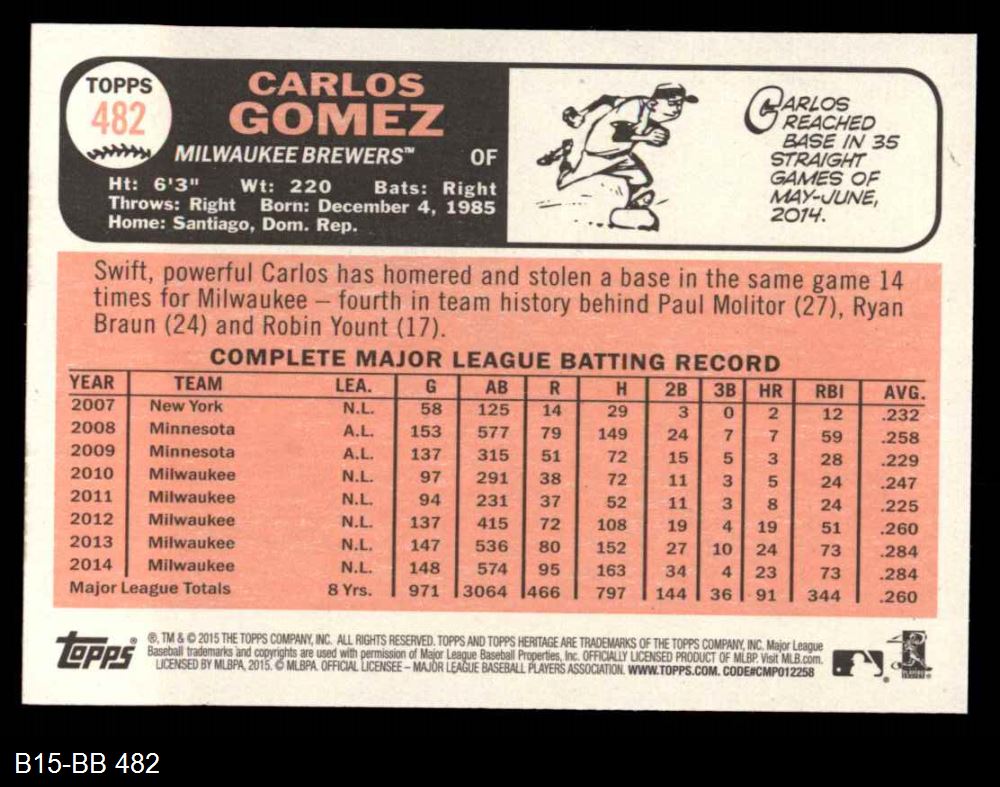 TOPPS
482
CARLOS
GOMEZ
MILWAUKEE BREWERS™ OF
Ht: 6'3" Wt: 220 Bats: Right
Throws: Right Born: December 4, 1985
Home: Santiago, Dom. Rep.
CARLOS
REACHED
BASE IN 35
STRAIGHT
GAMES OF
MAY-JUNE,
2014.
Swift, powerful Carlos has homered and stolen a base in the same game 14
times for Milwaukee – fourth in team history behind Paul Molitor (27), Ryan
Braun (24) and Robin Yount (17).
COMPLETE MAJOR LEAGUE BATTING RECORD
YEAR TEAM LEA. G AB R H 2B 3B HR RBI AVG.
2007 New York N.L. 58 125 14 29 3 0 2 12 .232
2008 Minnesota A.L. 153 577 79 149 24 7 7 59 .258
2009 Minnesota A.L. 137 315 51 72 15 5 3 28 .229
2010 Milwaukee N.L. 97 291 38 72 11 3 5 24 .247
2011 Milwaukee N.L. 94 231 37 52 11 3 8 24 .225
2012 Milwaukee N.L. 137 415 72 108 19 4 19 51 .260
2013 Milwaukee N.L. 147 536 80 152 27 10 24 73 .284
2014 Milwaukee N.L. 148 574 95 163 34 4 23 73 .284
Major League Totals 8 Yrs. 971 3064 466 797 144 36 91 344 .260
Topps®
®, TM & © 2015 THE TOPPS COMPANY, INC. ALL RIGHTS RESERVED. TOPPS AND TOPPS HERITAGE ARE TRADEMARKS OF THE TOPPS COMPANY, INC. Major League
Baseball trademarks and copyrights are used with permission of Major League Baseball Properties, Inc. OFFICIALLY LICENSED PRODUCT OF MLBP. Visit MLB.com.
LICENSED BY MLBPA, 2015. © MLBPA. OFFICIAL LICENSEE – MAJOR LEAGUE BASEBALL PLAYERS ASSOCIATION. WWW.TOPPS.COM. CODE#CMP012258
B15-BB 482